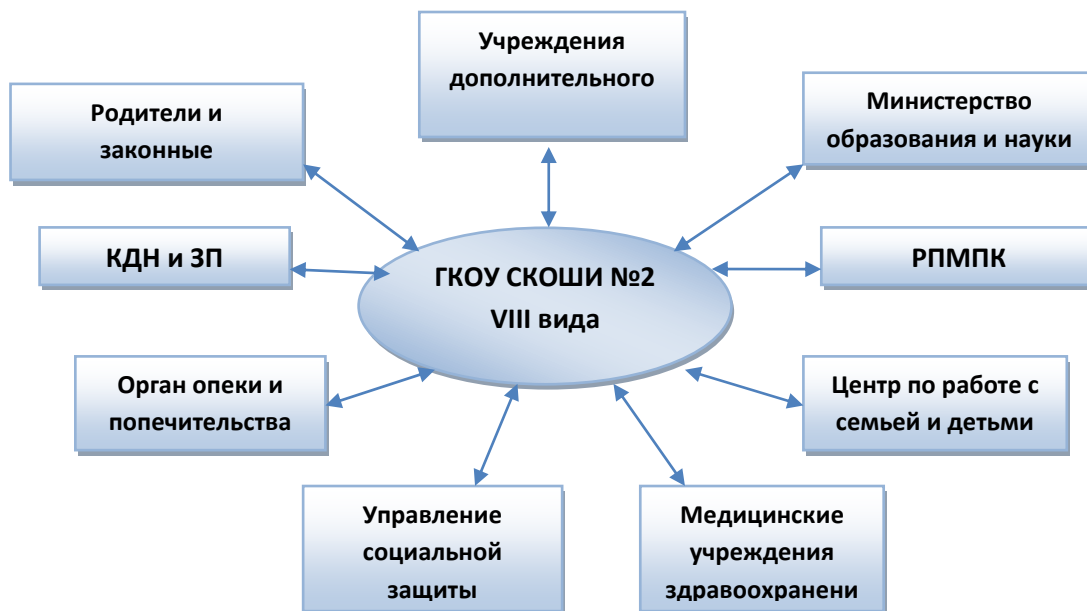 Учреждения
дополнительного
Родители и
законные
Министерство
образования и науки
КДН и ЗП
ГКОУ СКОШИ №2
VIII вида
РПМПК
Орган опеки и
попечительства
Центр по работе с
семьей и детьми
Управление
социальной
защиты
Медицинские
учреждения
здравоохранени